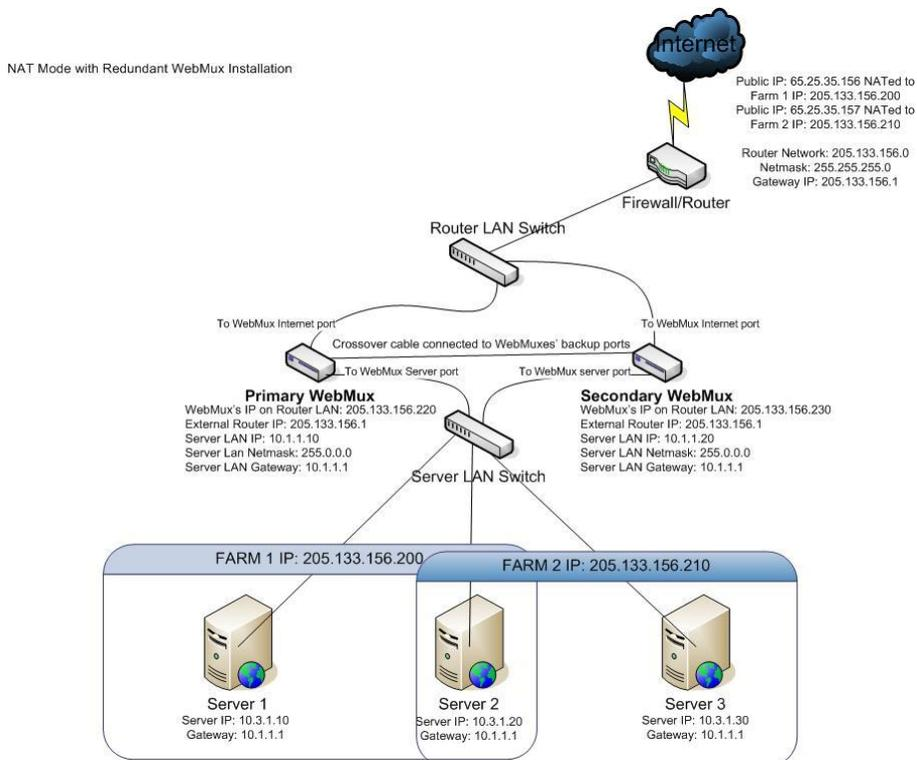 NAT Mode with Redundant WebMux Installation
Internet
Public IP: 65.25.35.156 NATed to
Farm 1 IP: 205.133.156.200
Public IP: 65.25.35.157 NATed to
Farm 2 IP: 205.133.156.210
Router Network: 205.133.156.0
Netmask: 255.255.255.0
Gateway IP: 205.133.156.1
Firewall/Router
Router LAN Switch
To WebMux Internet port
To WebMux Internet port
Crossover cable connected to WebMuxes' backup ports
To WebMux Server port
To WebMux server port
Primary WebMux
WebMux's IP on Router LAN: 205.133.156.220
External Router IP: 205.133.156.1
Server LAN IP: 10.1.1.10
Server Lan Netmask: 255.0.0.0
Server LAN Gateway: 10.1.1.1
Secondary WebMux
WebMux's IP on Router LAN: 205.133.156.230
External Router IP: 205.133.156.1
Server LAN IP: 10.1.1.20
Server LAN Netmask: 255.0.0.0
Server LAN Gateway: 10.1.1.1
Server LAN Switch
FARM 1 IP: 205.133.156.200
FARM 2 IP: 205.133.156.210
Server 1
Server IP: 10.3.1.10
Gateway: 10.1.1.1
Server 2
Server IP: 10.3.1.20
Gateway: 10.1.1.1
Server 3
Server IP: 10.3.1.30
Gateway: 10.1.1.1